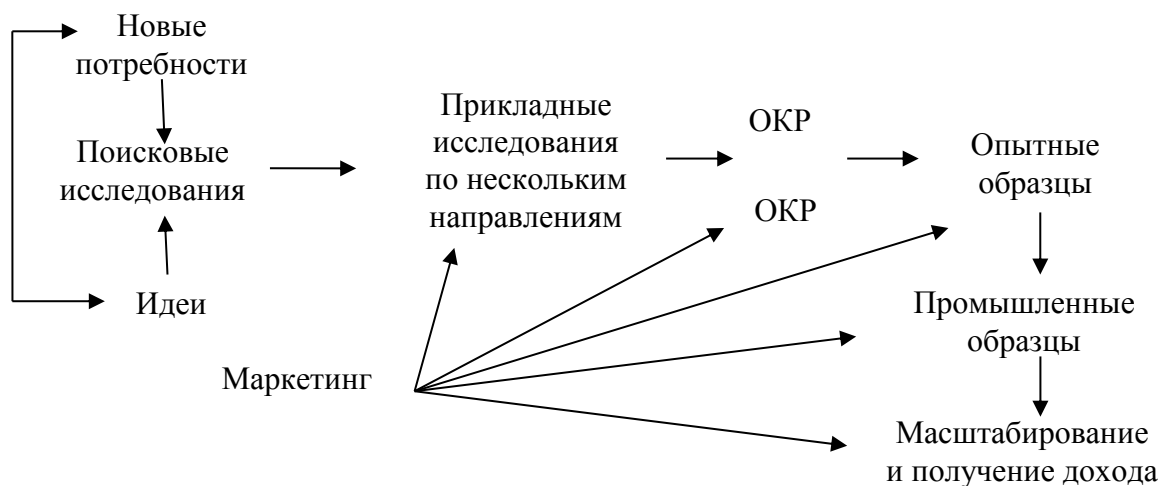 Новые
потребности
Поисковые
исследования
Идеи
Прикладные
исследования
по нескольким
направлениям
ОКР
ОКР
Опытные
образцы
Промышленные
образцы
Маркетинг
Масштабирование
и получение дохода